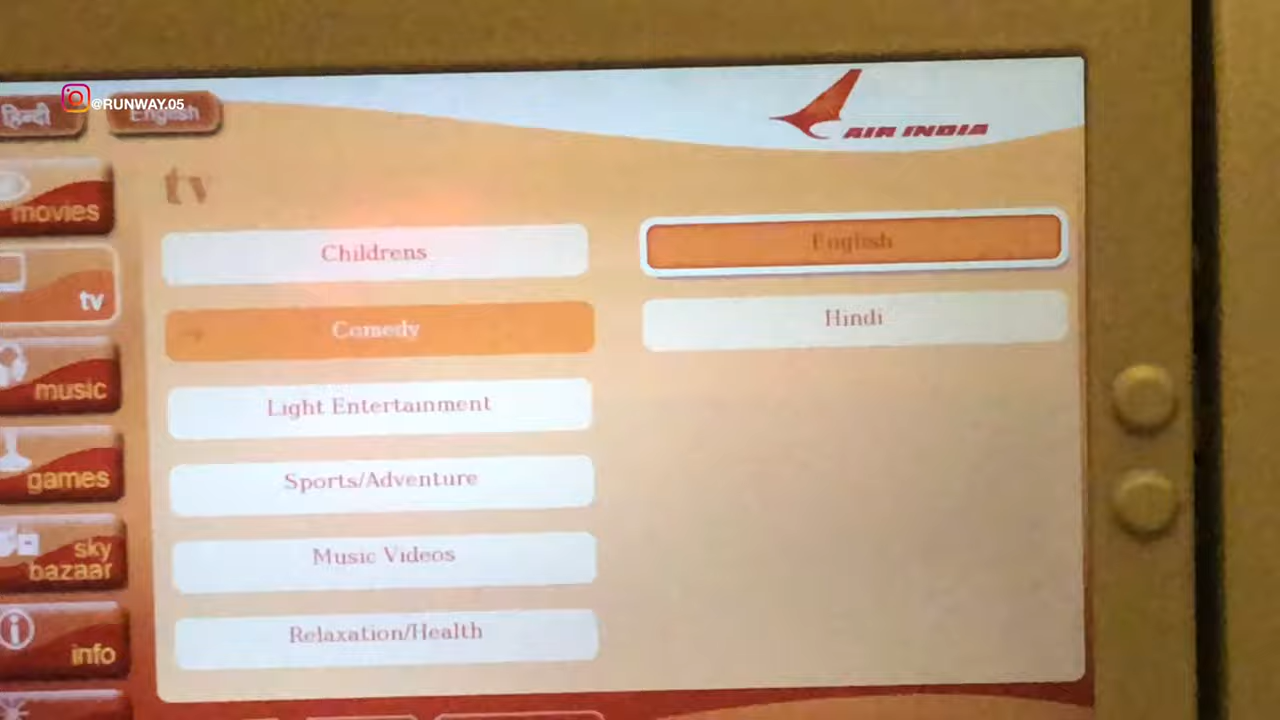 हिन्दी
@RUNWAY.05
English
AIR INDIA
movies
tv
music
games
sky
bazaar
info
tv
Childrens
Comedy
Light Entertainment
Sports/Adventure
Music Videos
Relaxation/Health
English
Hindi